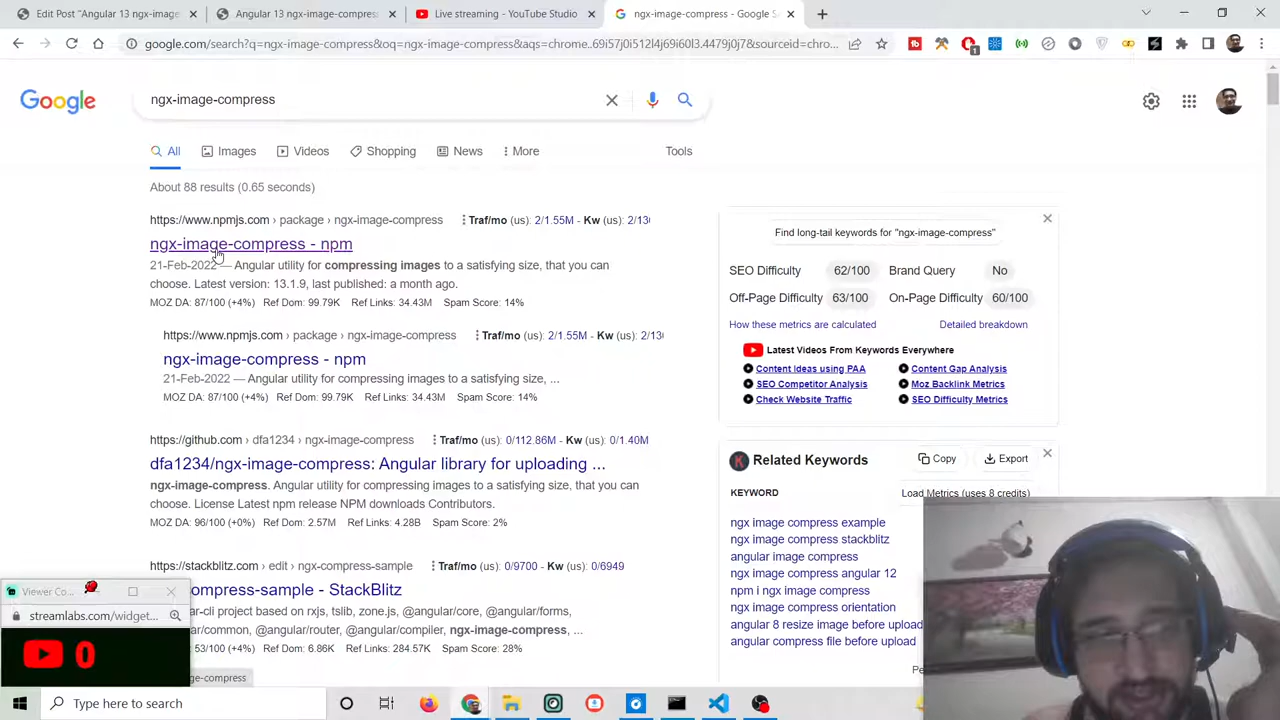 Edit Post "Angular 13 ngx-image
Angular 13 ngx-image-compress
Live streaming - YouTube Studio
ngx-image-compress - Google S
google.com/search?q=ngx-image-compress&oq=ngx-image-compress&aqs=chrome..69i57j0i512l4j69i60l3.4479j0j7&sourceid=chro...
1
Google
ngx-image-compress
All
Images
Videos
Shopping
News
More
Tools
About 88 results (0.65 seconds)
https://www.npmjs.com › package › ngx-image-compress
Traf/mo (us): 2/1.55M - Kw (us): 2/130
ngx-image-compress - npm
21-Feb-2022 — Angular utility for compressing images to a satisfying size, that you can
choose. Latest version: 13.1.9, last published: a month ago.
MOZ DA: 87/100 (+4%) Ref Dom: 99.79K Ref Links: 34.43M Spam Score: 14%
https://www.npmjs.com › package › ngx-image-compress
Traf/mo (us): 2/1.55M - Kw (us): 2/130
ngx-image-compress - npm
21-Feb-2022 — Angular utility for compressing images to a satisfying size, ...
MOZ DA: 87/100 (+4%) Ref Dom: 99.79K Ref Links: 34.43M Spam Score: 14%
https://github.com › dfa1234 › ngx-image-compress
Traf/mo (us): 0/112.86M - Kw (us): 0/1.40M
dfa1234/ngx-image-compress: Angular library for uploading ...
ngx-image-compress. Angular utility for compressing images to a satisfying size, that you can
choose. License Latest npm release NPM downloads Contributors.
MOZ DA: 96/100 (+0%) Ref Dom: 2.57M Ref Links: 4.28B Spam Score: 2%
https://stackblitz.com › edit › ngx-compress-sample
Traf/mo (us): 0/9700 - Kw (us): 0/6949
ompress-sample - StackBlitz
ar-cli project based on rxjs, tslib, zone.js, @angular/core, @angular/forms,
ular/common, @angular/router, @angular/compiler, ngx-image-compress, ...
53/100 (+4%) Ref Dom: 6.86K Ref Links: 284.57K Spam Score: 28%
ge-compress
Find long-tail keywords for "ngx-image-compress"
SEO Difficulty 62/100 Brand Query No
Off-Page Difficulty 63/100 On-Page Difficulty 60/100
How these metrics are calculated
Detailed breakdown
Latest Videos From Keywords Everywhere
Content Ideas using PAA
Content Gap Analysis
SEO Competitor Analysis
Moz Backlink Metrics
Check Website Traffic
SEO Difficulty Metrics
K
Related Keywords
Copy
Export
KEYWORD
Load Metrics (uses 8 credits)
ngx image compress example
ngx image compress stackblitz
angular image compress
ngx image compress angular 12
npm i ngx image compress
ngx image compress orientation
angular 8 resize image before upload
angular compress file before upload
Pe
Viewer Co...
streamlabs.com/widget...
0
Type here to search